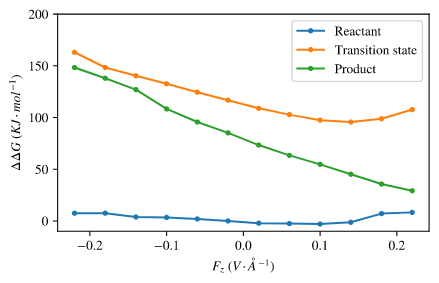 200
150
100
50
0
ΔΔG (KJ · mol⁻¹)
Reactant
Transition state
Product
−0.2
−0.1
0.0
0.1
0.2
F_z (V · Å⁻¹)